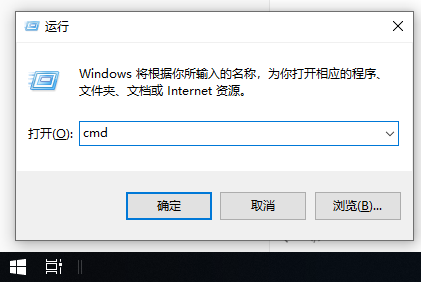 运行
Windows 将根据你所输入的名称，为你打开相应的程序、
文件夹、文档或 Internet 资源。
打开(O): cmd
确定 取消 浏览(B)...